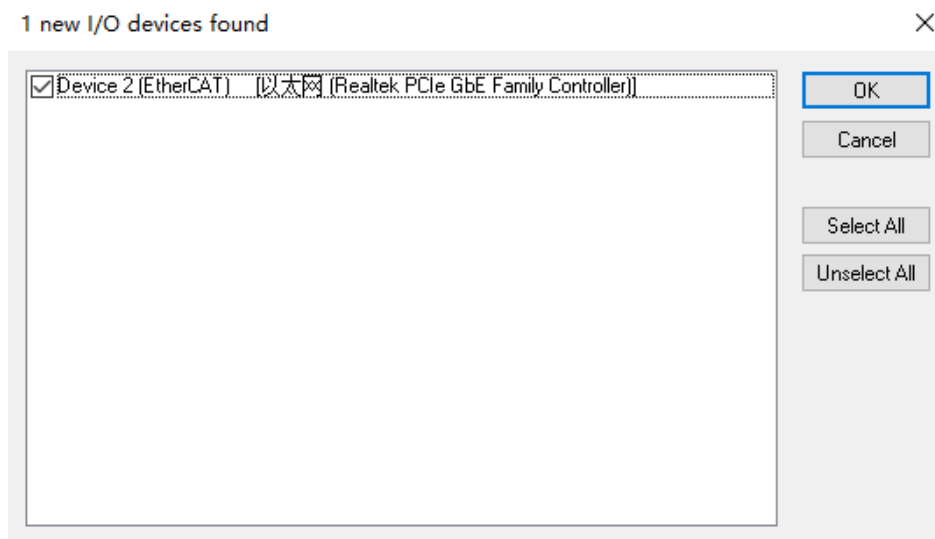 1 new I/O devices found
Device 2 (EtherCAT) [以太网 (Realtek PCIe GbE Family Controller)]
OK
Cancel
Select All
Unselect All